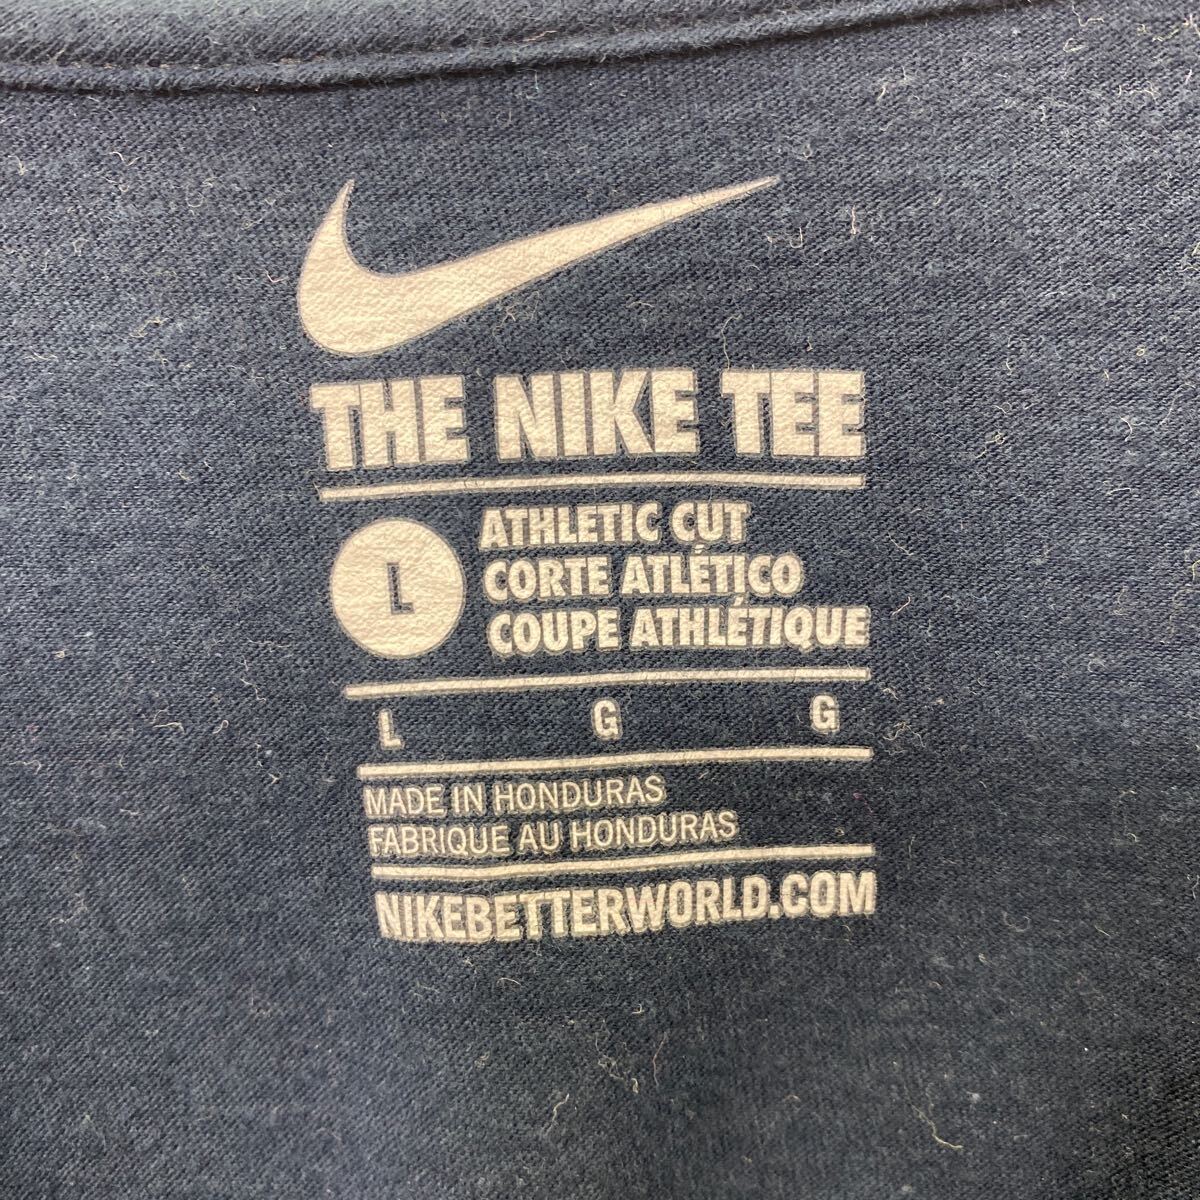 THE NIKE TEE
L
ATHLETIC CUT
CORTE ATLÉTICO
COUPE ATHLÉTIQUE
L G G
MADE IN HONDURAS
FABRIQUE AU HONDURAS
NIKEBETTERWORLD.COM